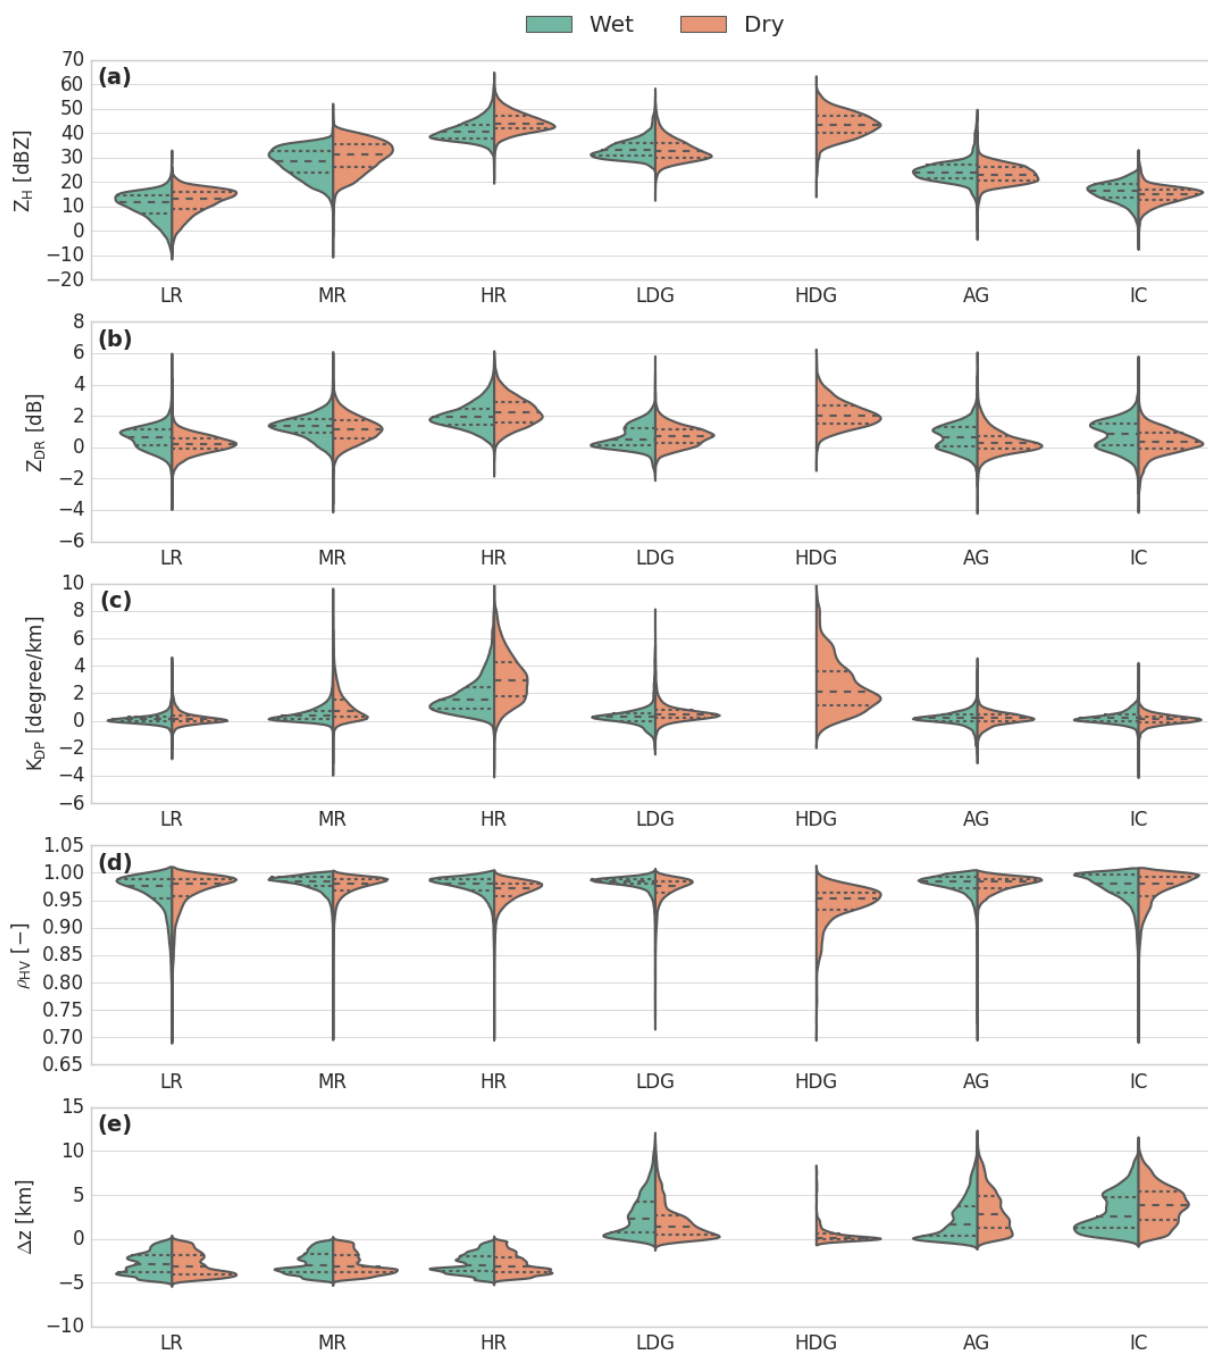 Wet Dry
(a)
Z_H [dBZ]
70
60
50
40
30
20
10
0
−10
−20
LR MR HR LDG HDG AG IC
(b)
Z_DR [dB]
8
6
4
2
0
−2
−4
−6
LR MR HR LDG HDG AG IC
(c)
K_DP [degree/km]
10
8
6
4
2
0
−2
−4
−6
LR MR HR LDG HDG AG IC
(d)
ρ_HV [−]
1.05
1.00
0.95
0.90
0.85
0.80
0.75
0.70
0.65
LR MR HR LDG HDG AG IC
(e)
Δz [km]
15
10
5
0
−5
−10
LR MR HR LDG HDG AG IC